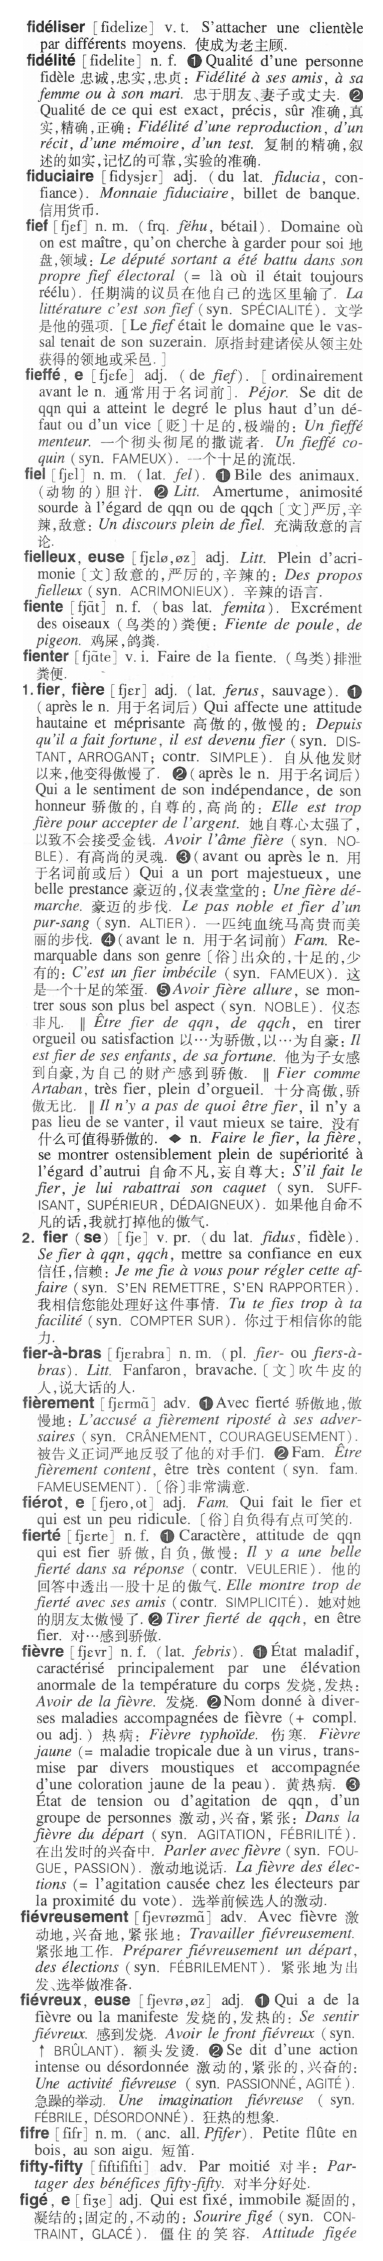 fidéliser [fidelize] v. t. S'attacher une clientèle
par différents moyens. 使成为老主顾.
fidélité [fidelite] n. f. ❶ Qualité d'une personne
fidèle 忠诚,忠实,忠贞: Fidélité à ses amis, à sa
femme ou à son mari. 忠于朋友、妻子或丈夫. ❷
Qualité de ce qui est exact, précis, sûr 准确,真
实,精确,正确: Fidélité d'une reproduction, d'un
récit, d'une mémoire, d'un test. 复制的精确,叙
述的如实,记忆的可靠,实验的准确.
fiduciaire [fidysjɛr] adj. (du lat. fiducia, con-
fiance). Monnaie fiduciaire, billet de banque.
信用货币.
fief [fjɛf] n. m. (frq. fëhu, bétail). Domaine où
on est maître, qu'on cherche à garder pour soi 地
盘,领域: Le député sortant a été battu dans son
propre fief électoral (= là où il était toujours
réélu). 任期满的议员在他自己的选区里输了. La
littérature c'est son fief (syn. SPÉCIALITÉ). 文学
是他的强项. [Le fief était le domaine que le vas-
sal tenait de son suzerain. 原指封建诸侯从领主处
获得的领地或采邑.]
fieffé, e [fjefe] adj. (de fief). [ordinairement
avant le n. 通常用于名词前]. Péjor. Se dit de
qqn qui a atteint le degré le plus haut d'un dé-
faut ou d'un vice [贬]十足的,极端的: Un fieffé
menteur. 一个彻头彻尾的撒谎者. Un fieffé co-
quin (syn. FAMEUX). 一个十足的流氓.
fiel [fjɛl] n. m. (lat. fel). ❶ Bile des animaux.
(动物的)胆汁. ❷ Litt. Amertume, animosité
sourde à l'égard de qqn ou de qqch [文]严厉,辛
辣,敌意: Un discours plein de fiel. 充满敌意的言
论.
fielleux, euse [fjɛlø,øz] adj. Litt. Plein d'acri-
monie [文]敌意的,严厉的,辛辣的: Des propos
fielleux (syn. ACRIMONIEUX). 辛辣的语言.
fiente [fjɑ̃t] n. f. (bas lat. femita). Excrément
des oiseaux (鸟类的)粪便: Fiente de poule, de
pigeon. 鸡屎,鸽粪.
fienter [fjɑ̃te] v. i. Faire de la fiente. (鸟类)排泄
粪便.
1. fier, fière [fjɛr] adj. (lat. ferus, sauvage). ❶
(après le n. 用于名词后) Qui affecte une attitude
hautaine et méprisante 高傲的,傲慢的: Depuis
qu'il a fait fortune, il est devenu fier (syn. DIS-
TANT, ARROGANT; contr. SIMPLE). 自从他发财
以来,他变得傲慢了. ❷(après le n. 用于名词后)
Qui a le sentiment de son indépendance, de son
honneur 骄傲的,自尊的,高尚的: Elle est trop
fière pour accepter de l'argent. 她自尊心太强了,
以致不会接受金钱. Avoir l'âme fière (syn. NO-
BLE). 有高尚的灵魂. ❸(avant ou après le n. 用
于名词前或后) Qui a un port majestueux, une
belle prestance 豪迈的,仪表堂堂的: Une fière dé-
marche. 豪迈的步伐. Le pas noble et fier d'un
pur-sang (syn. ALTIER). 一匹纯血统马高贵而美
丽的步伐. ❹(avant le n. 用于名词前) Fam. Re-
marquable dans son genre [俗]出众的,十足的,少
有的: C'est un fier imbécile (syn. FAMEUX). 这
是一个十足的笨蛋. ❺Avoir fière allure, se mon-
trer sous son plus bel aspect (syn. NOBLE). 仪态
非凡. ‖ Être fier de qqn, de qqch, en tirer
orgueil ou satisfaction 以…为骄傲,以…为自豪: Il
est fier de ses enfants, de sa fortune. 他为子女感
到自豪,为自己的财产感到骄傲. ‖ Fier comme
Artaban, très fier, plein d'orgueil. 十分高傲,骄
傲无比. ‖ Il n'y a pas de quoi être fier, il n'y a
pas lieu de se vanter, il vaut mieux se taire. 没有
什么可值得骄傲的. ◆ n. Faire le fier, la fière,
se montrer ostensiblement plein de supériorité à
l'égard d'autrui 自命不凡,妄自尊大: S'il fait le
fier, je lui rabattrai son caquet (syn. SUFF-
ISANT, SUPÉRIEUR, DÉDAIGNEUX). 如果他自命不
凡的话,我就打掉他的傲气.
2. fier (se) [fje] v. pr. (du lat. fidus, fidèle).
Se fier à qqn, qqch, mettre sa confiance en eux
信任,信赖: Je me fie à vous pour régler cette af-
faire (syn. S'EN REMETTRE, S'EN RAPPORTER).
我相信您能处理好这件事情. Tu te fies trop à ta
facilité (syn. COMPTER SUR). 你过于相信你的能
力.
fier-à-bras [fjɛrabra] n. m. (pl. fier- ou fiers-à-
bras). Litt. Fanfaron, bravache. [文]吹牛皮的
人,说大话的人.
fièrement [fjɛrmɑ̃] adv. ❶Avec fierté 骄傲地,傲
慢地: L'accusé a fièrement riposté à ses adver-
saires (syn. CRÂNEMENT, COURAGEUSEMENT).
被告义正词严地反驳了他的对手们. ❷Fam. Être
fièrement content, être très content (syn. fam.
FAMEUSEMENT). [俗]非常满意.
fiérot, e [fjero,ot] adj. Fam. Qui fait le fier et
qui est un peu ridicule. [俗]自负得有点可笑的.
fierté [fjɛrte] n. f. ❶ Caractère, attitude de qqn
qui est fier 骄傲,自负,傲慢: Il y a une belle
fierté dans sa réponse (contr. VEULERIE). 他的
回答中透出一股十足的傲气. Elle montre trop de
fierté avec ses amis (contr. SIMPLICITÉ). 她对她
的朋友太傲慢了. ❷ Tirer fierté de qqch, en être
fier. 对…感到骄傲.
fièvre [fjɛvr] n. f. (lat. febris). ❶État maladif,
caractérisé principalement par une élévation
anormale de la température du corps 发烧,发热:
Avoir de la fièvre. 发烧. ❷Nom donné à diver-
ses maladies accompagnées de fièvre (+ compl.
ou adj.) 热病: Fièvre typhoïde. 伤寒. Fièvre
jaune (= maladie tropicale due à un virus, trans-
mise par divers moustiques et accompagnée
d'une coloration jaune de la peau). 黄热病. ❸
État de tension ou d'agitation de qqn, d'un
groupe de personnes 激动,兴奋,紧张: Dans la
fièvre du départ (syn. AGITATION, FÉBRILITÉ).
在出发时的兴奋中. Parler avec fièvre (syn. FOU-
GUE, PASSION). 激动地说话. La fièvre des élec-
tions (= l'agitation causée chez les électeurs par
la proximité du vote). 选举前候选人的激动.
fiévreusement [fjevrøzmɑ̃] adv. Avec fièvre 激
动地,兴奋地,紧张地: Travailler fiévreusement.
紧张地工作. Préparer fiévreusement un départ,
des élections (syn. FÉBRILEMENT). 紧张地为出
发、选举做准备.
fiévreux, euse [fjevrø,øz] adj. ❶ Qui a de la
fièvre ou la manifeste 发烧的,发热的: Se sentir
fiévreux. 感到发烧. Avoir le front fiévreux (syn.
↑ BRÛLANT). 额头发烫. ❷Se dit d'une action
intense ou désordonnée 激动的,紧张的,兴奋的:
Une activité fiévreuse (syn. PASSIONNÉ, AGITÉ).
急躁的举动. Une imagination fiévreuse (syn.
FÉBRILE, DÉSORDONNÉ). 狂热的想象.
fifre [fifr] n. m. (anc. all. Pfifer). Petite flûte en
bois, au son aigu. 短笛.
fifty-fifty [fiftififti] adv. Par moitié 对半: Par-
tager des bénéfices fifty-fifty. 对半分好处.
figé, e [fiʒe] adj. Qui est fixé, immobile 凝固的,
凝结的;固定的,不动的: Sourire figé (syn. CON-
TRAINT, GLACÉ). 僵住的笑容. Attitude figée